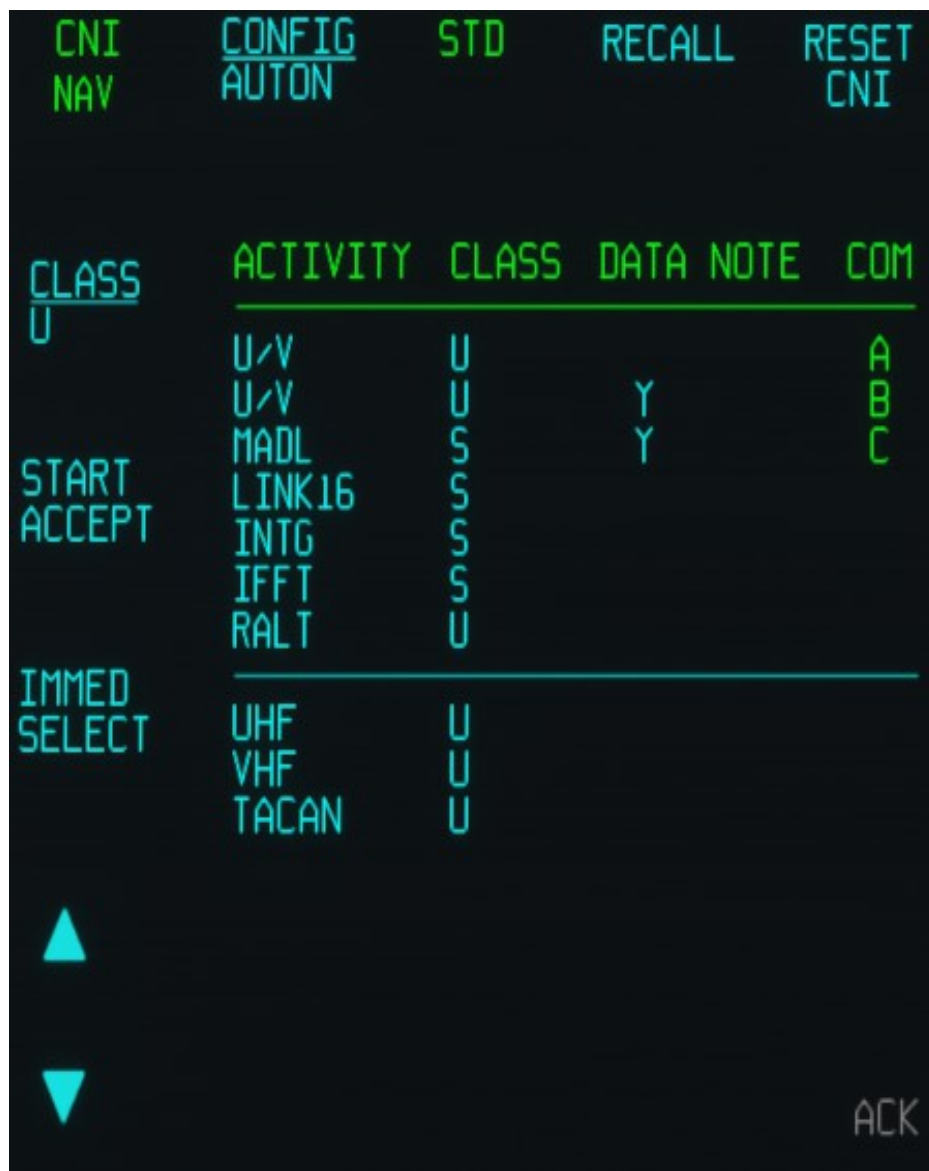 CNI CONFIG STD RECALL RESET
NAV AUTON CNI
CLASS
U
ACTIVITY CLASS DATA NOTE COM
U/V U A
U/V U Y B
MADL S Y C
LINK16 S
INTG S
IFFT S
RALT U
START
ACCEPT
IMMED
SELECT
UHF U
VHF U
TACAN U
ACK